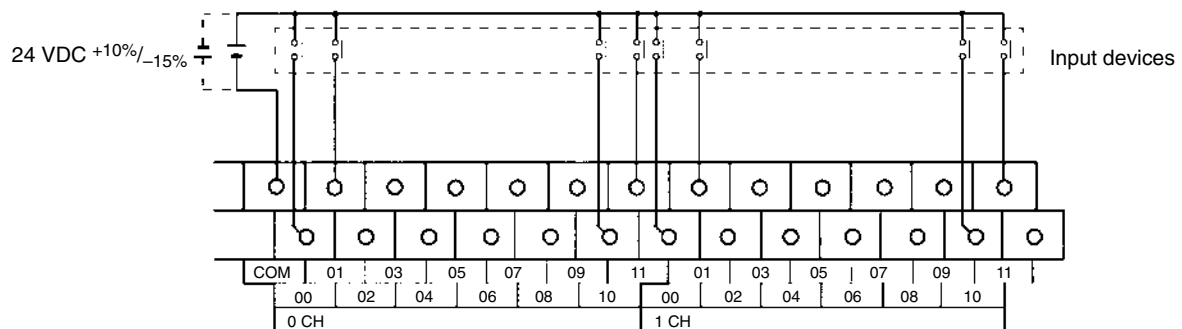 24 VDC +10%/–15%
Input devices
COM 01 03 05 07 09 11 01 03 05 07 09 11
00 02 04 06 08 10 00 02 04 06 08 10
0 CH 1 CH